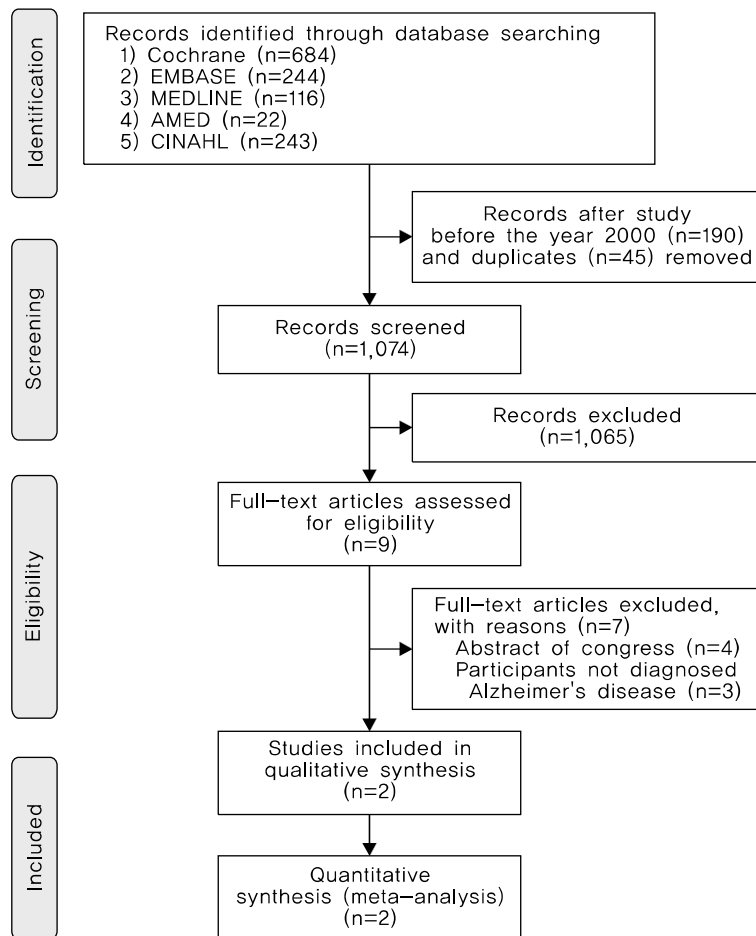 Identification
Records identified through database searching
1) Cochrane (n=684)
2) EMBASE (n=244)
3) MEDLINE (n=116)
4) AMED (n=22)
5) CINAHL (n=243)
Records after study
before the year 2000 (n=190)
and duplicates (n=45) removed
Screening
Records screened
(n=1,074)
Records excluded
(n=1,065)
Eligibility
Full-text articles assessed
for eligibility
(n=9)
Full-text articles excluded,
with reasons (n=7)
Abstract of congress (n=4)
Participants not diagnosed
Alzheimer's disease (n=3)
Included
Studies included in
qualitative synthesis
(n=2)
Quantitative
synthesis (meta-analysis)
(n=2)